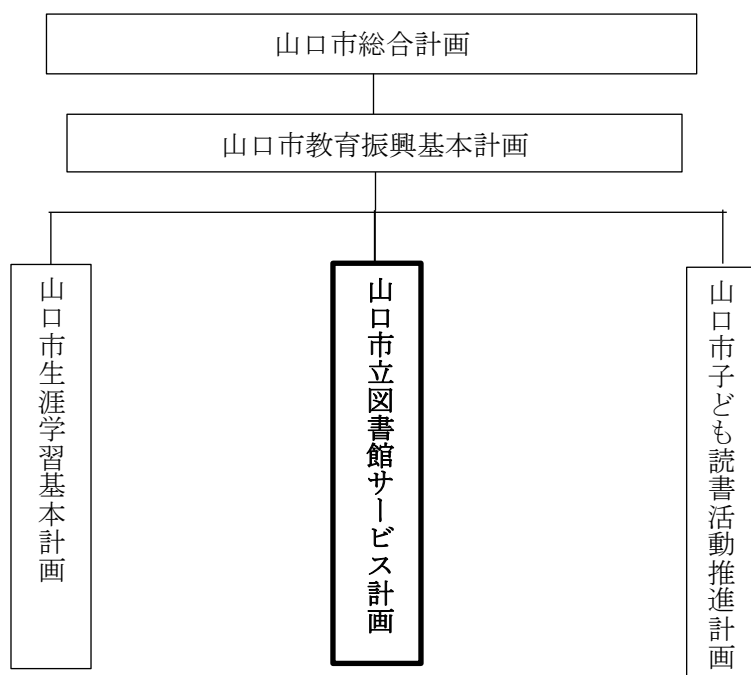 山口市総合計画
山口市教育振興基本計画
山口市生涯学習基本計画
山口市立図書館サービス計画
山口市子ども読書活動推進計画